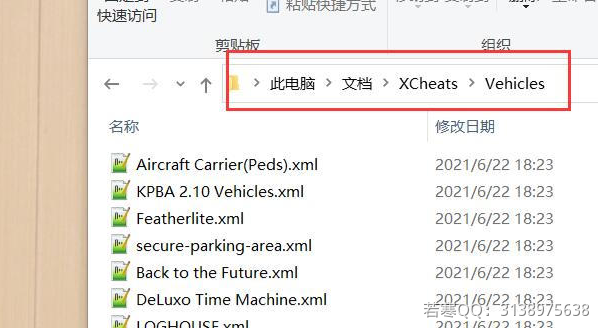 粘贴快捷方式
快速访问
剪贴板 组织
此电脑 > 文档 > XCheats > Vehicles
名称 修改日期
Aircraft Carrier(Peds).xml 2021/6/22 18:23
KPBA 2.10 Vehicles.xml 2021/6/22 18:23
Featherlite.xml 2021/6/22 18:23
secure-parking-area.xml 2021/6/22 18:23
Back to the Future.xml 2021/6/22 18:23
DeLuxo Time Machine.xml 2021/6/22 18:23
LOGHOUSE.xml 2021/6/22 18:23
若寒QQ：3138975638